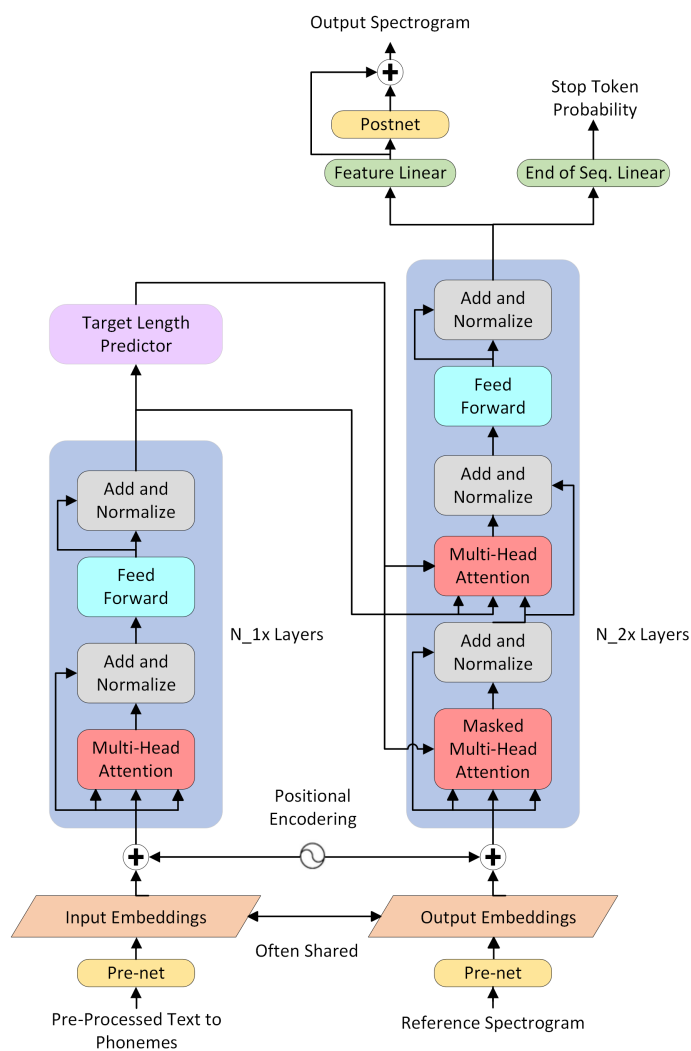 Output Spectrogram
Stop Token
Probability
Postnet
Feature Linear
End of Seq. Linear
Add and
Normalize
Target Length
Predictor
Feed
Forward
Add and
Normalize
Add and
Normalize
Multi-Head
Attention
Feed
Forward
N_1x Layers
Add and
Normalize
N_2x Layers
Add and
Normalize
Masked
Multi-Head
Attention
Multi-Head
Attention
Positional
Encodering
Input Embeddings
Output Embeddings
Often Shared
Pre-net
Pre-net
Pre-Processed Text to
Phonemes
Reference Spectrogram